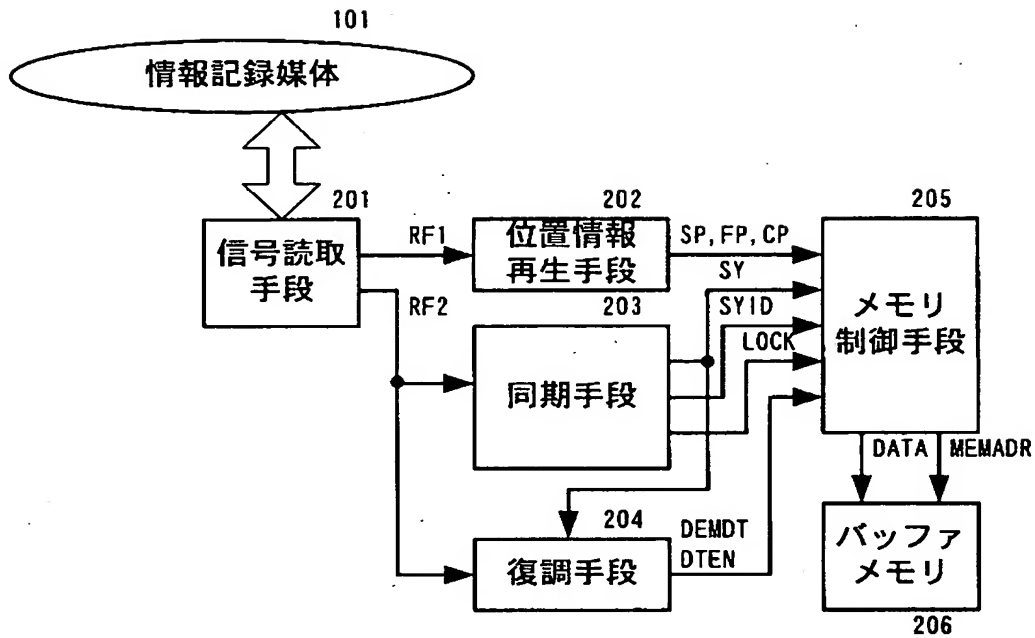 101
情報記録媒体
201
信号読取
手段
RF1
RF2
202
位置情報
再生手段
SP, FP, CP
SY
SYID
LOCK
203
同期手段
204
復調手段
DEMDT
DTEN
205
メモリ
制御手段
DATA
MEMADR
バッファ
メモリ
206